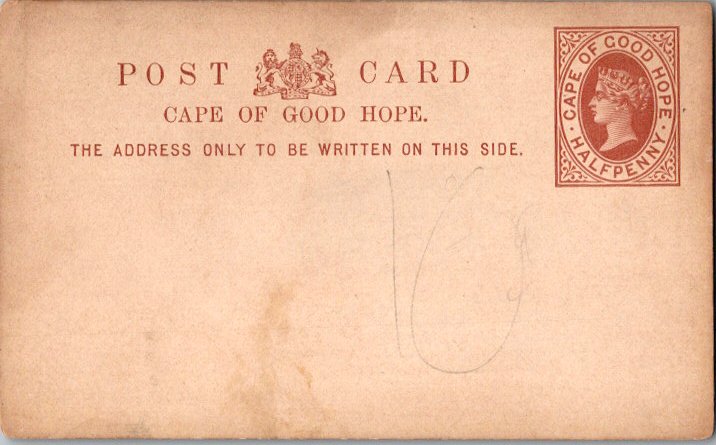 POST CARD
CAPE OF GOOD HOPE.
THE ADDRESS ONLY TO BE WRITTEN ON THIS SIDE.
· CAPE OF GOOD HOPE ·
HALFPENNY